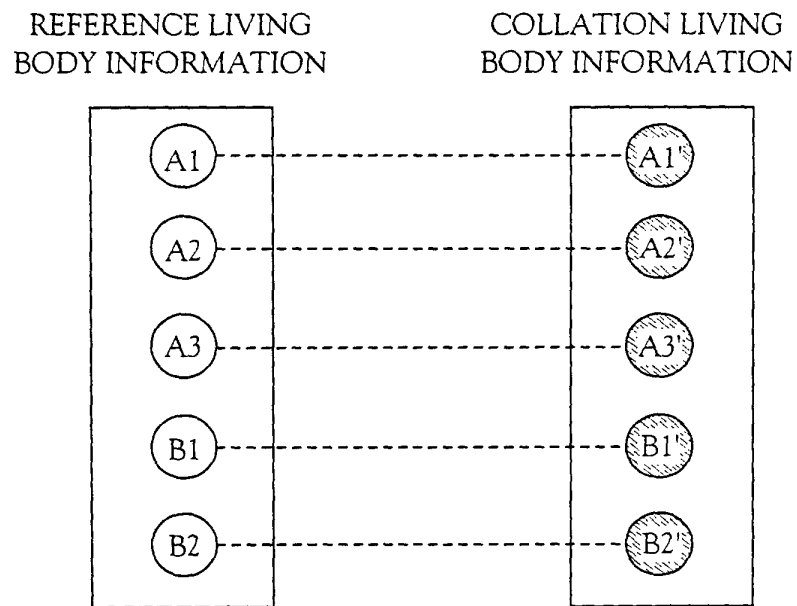 REFERENCE LIVING
BODY INFORMATION
COLLATION LIVING
BODY INFORMATION
A1
A1'
A2
A2'
A3
A3'
B1
B1'
B2
B2'